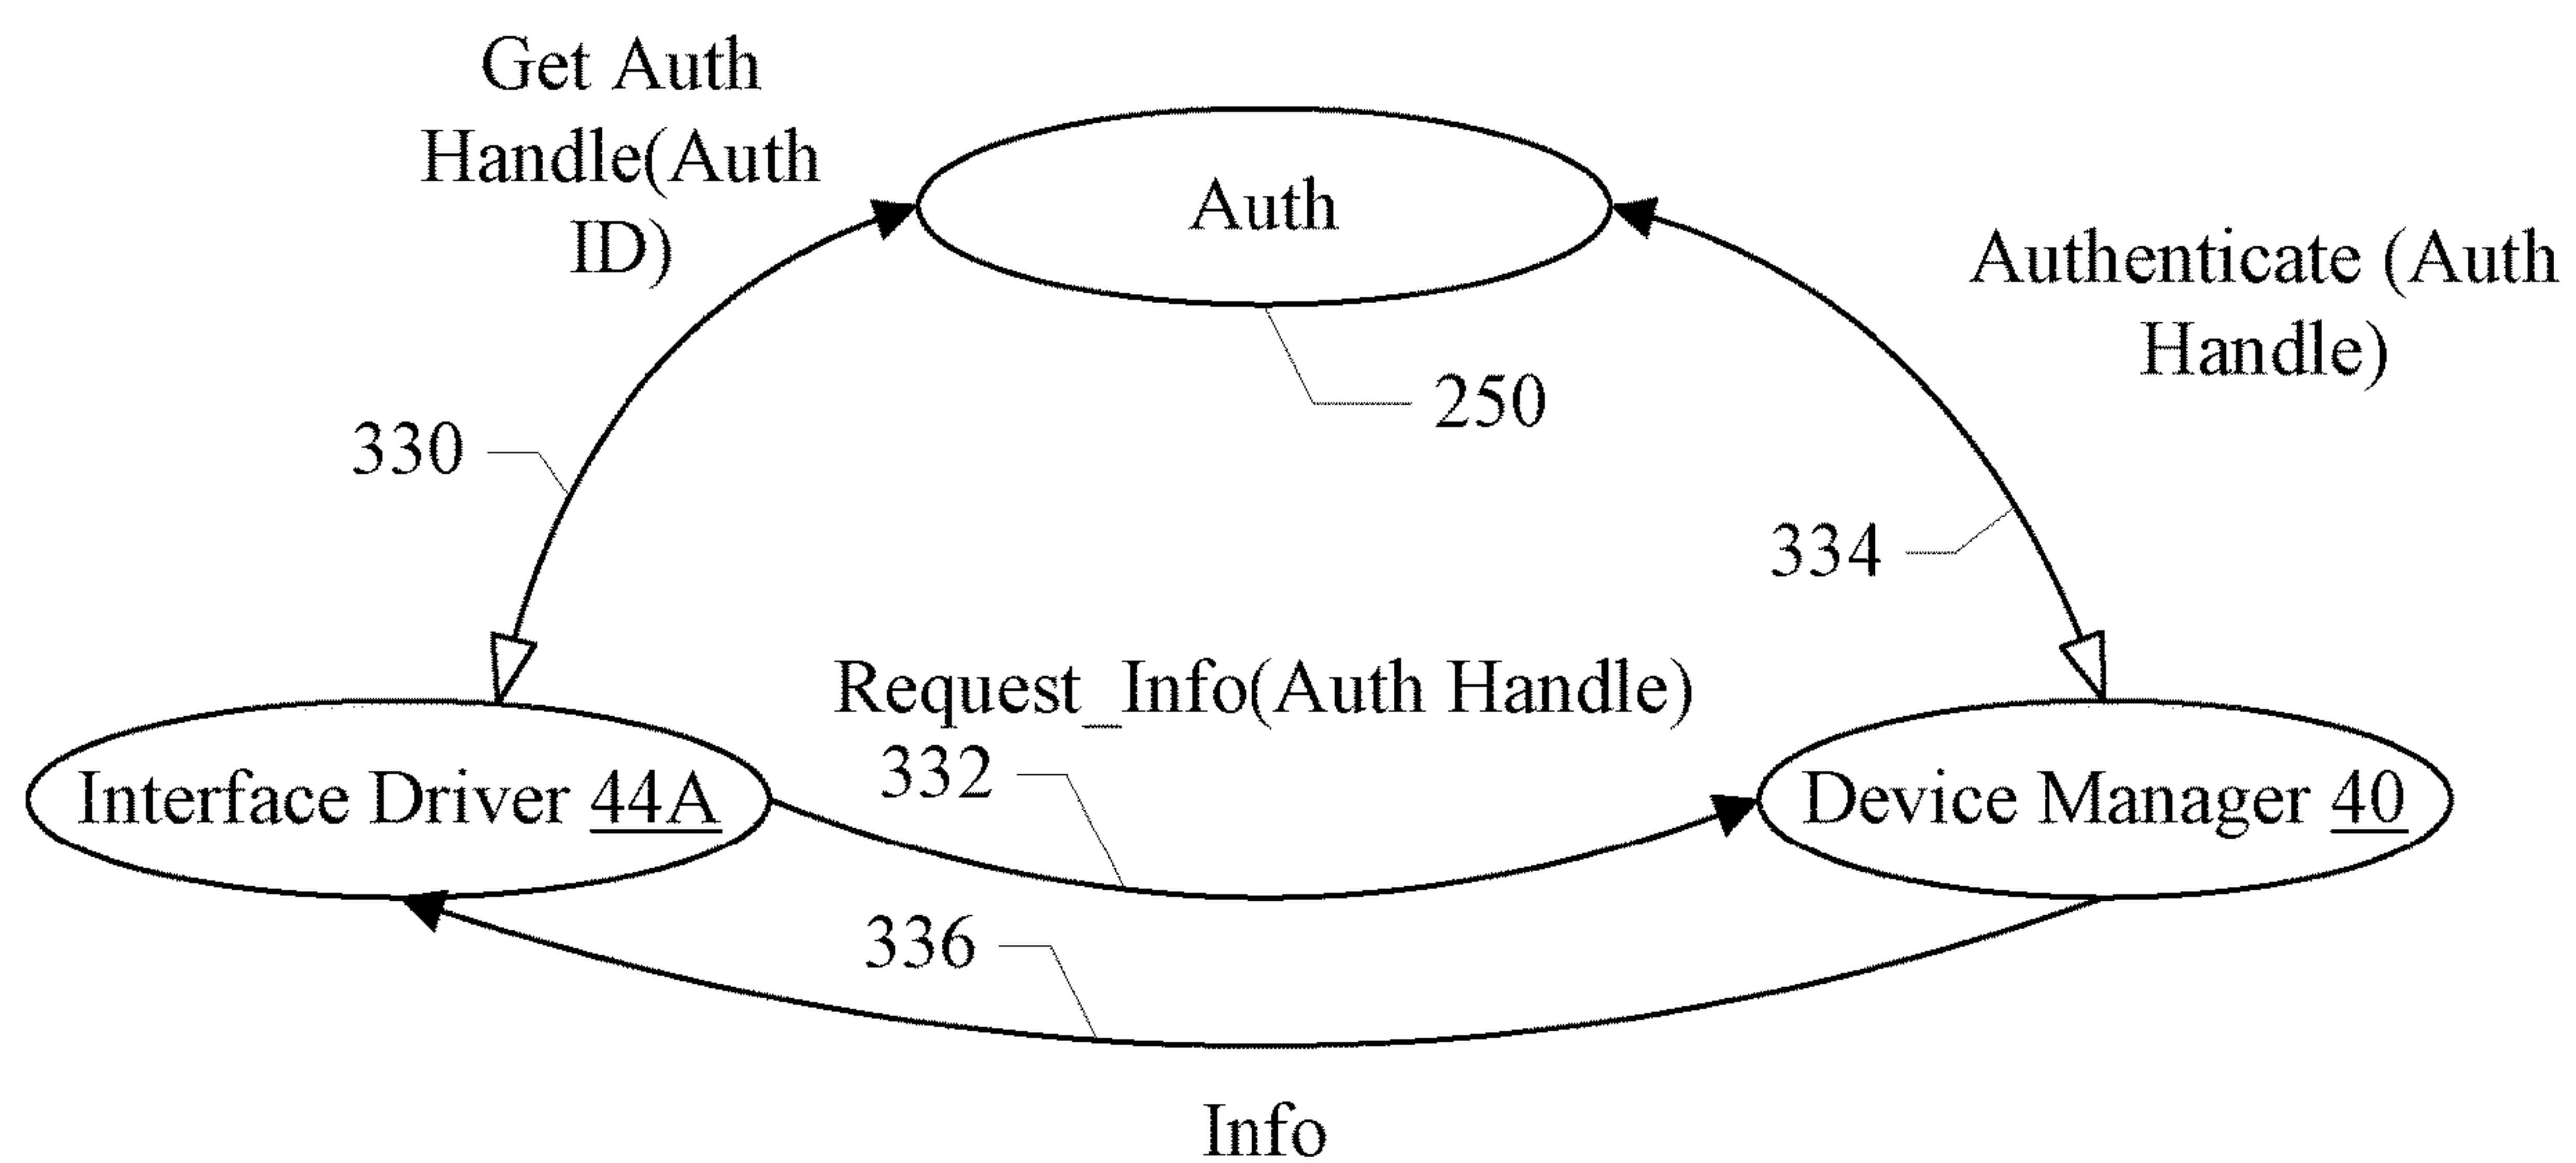 Get Auth
Handle(Auth
ID)
Auth
Authenticate (Auth
Handle)
250
330
334
Request_Info(Auth Handle)
332
Interface Driver 44A
Device Manager 40
336
Info